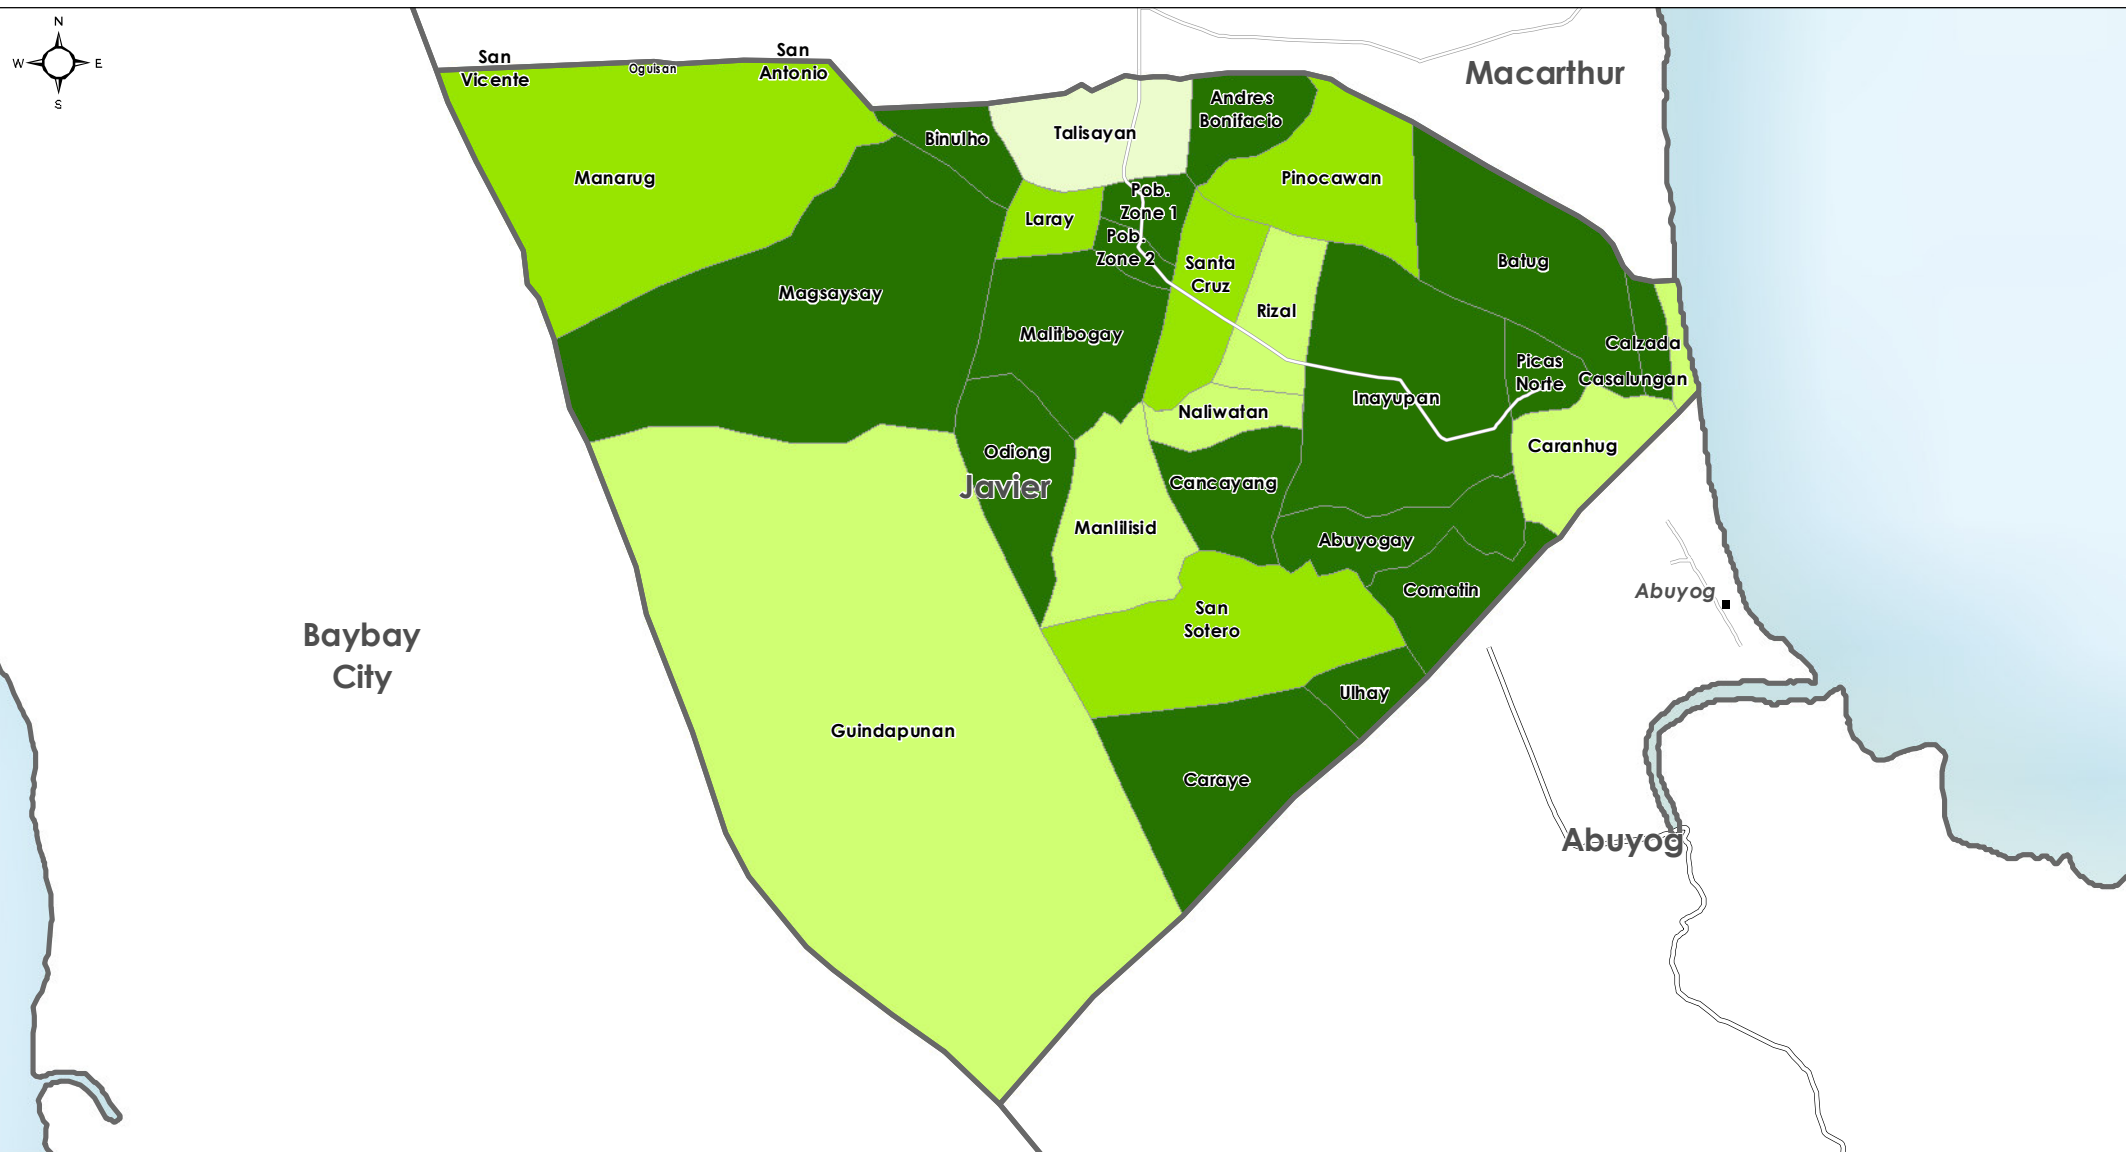 N
W E
S
San
Vicente
Oguisan
San
Antonio
Macarthur
Andres
Bonifacio
Binulho
Talisayan
Manarug
Pinocawan
Pob.
Zone 1
Laray
Pob.
Zone 2
Santa
Cruz
Batug
Magsaysay
Rizal
Malitbogay
Calzada
Picas
Norte
Casalungan
Inayupan
Naliwatan
Caranhug
Odiong
Javier
Cancayang
Manlilisid
Abuyogay
Comatin
Abuyog
San
Sotero
Baybay
City
Ulhay
Guindapunan
Caraye
Abuyog